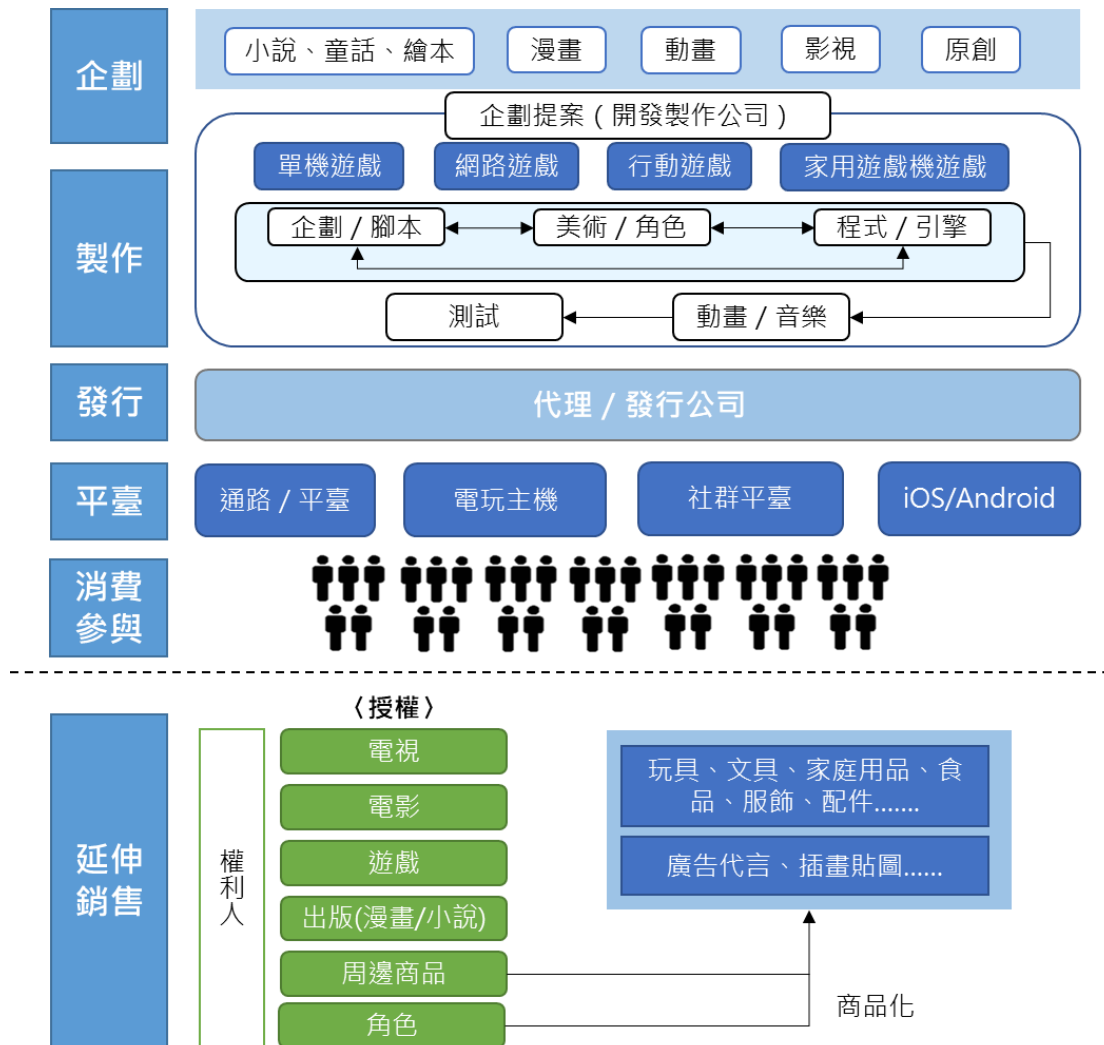 企劃
小說、童話、繪本
漫畫
動畫
影視
原創
企劃提案 ( 開發製作公司 )
製作
單機遊戲
網路遊戲
行動遊戲
家用遊戲機遊戲
企劃 / 腳本
美術 / 角色
程式 / 引擎
測試
動畫 / 音樂
發行
代理 / 發行公司
平臺
通路 / 平臺
電玩主機
社群平臺
iOS/Android
消費
參與
延伸
銷售
權利人
〈授權〉
電視
電影
遊戲
出版(漫畫/小說)
周邊商品
角色
玩具、文具、家庭用品、食
品、服飾、配件.......
廣告代言、插畫貼圖......
商品化